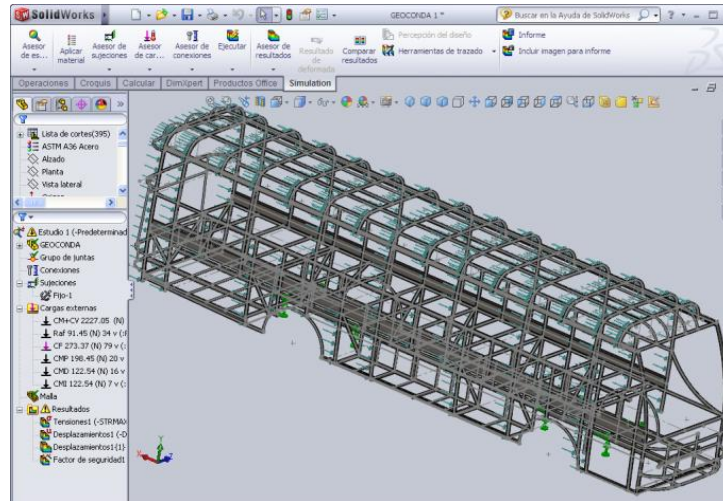 SolidWorks
GEOCONDA 1 *
Buscar en la Ayuda de SolidWorks
Asesor de es...
Aplicar material
Asesor de sujeciones
Asesor de car...
Asesor de conexiones
Ejecutar
Asesor de resultados
Resultado de deformada
Comparar resultados
Percepción del diseño
Herramientas de trazado
Informe
Incluir imagen para informe
Operaciones Croquis Calcular DimXpert Productos Office Simulation
Lista de cortes(395)
ASTM A36 Acero
Alzado
Planta
Vista lateral
Estudio 1 (-Predeterminad
GEOCONDA
Grupo de juntas
Conexiones
Sujeciones
Fijo-1
Cargas externas
CM+CV 2227.05 (N)
Raf 91.45 (N) 34 v (:
CF 273.37 (N) 79 v (:
CMP 198.45 (N) 20 v
CMD 122.54 (N) 16 v
CMI 122.54 (N) 7 v (:
Malla
Resultados
Tensiones1 (-STRMAX
Desplazamientos1 (-D
Desplazamientos1{1}
Factor de seguridad1